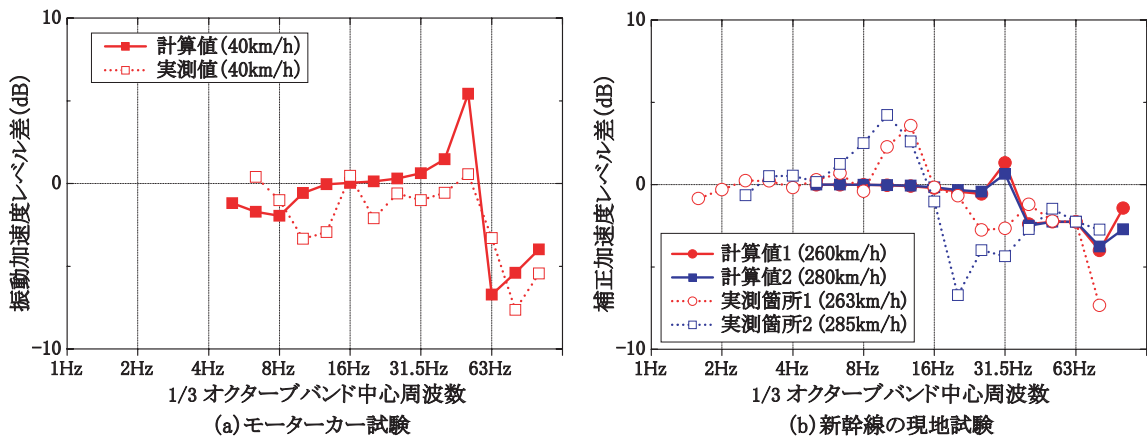 10
計算値(40km/h)
実測値(40km/h)
振動加速度レベル差(dB)
0
-10
1Hz 2Hz 4Hz 8Hz 16Hz 31.5Hz 63Hz
1/3 オクターブバンド中心周波数
(a)モーターカー試験
10
補正加速度レベル差(dB)
0
計算値1(260km/h)
計算値2(280km/h)
実測箇所1(263km/h)
実測箇所2(285km/h)
-10
1Hz 2Hz 4Hz 8Hz 16Hz 31.5Hz 63Hz
1/3 オクターブバンド中心周波数
(b)新幹線の現地試験